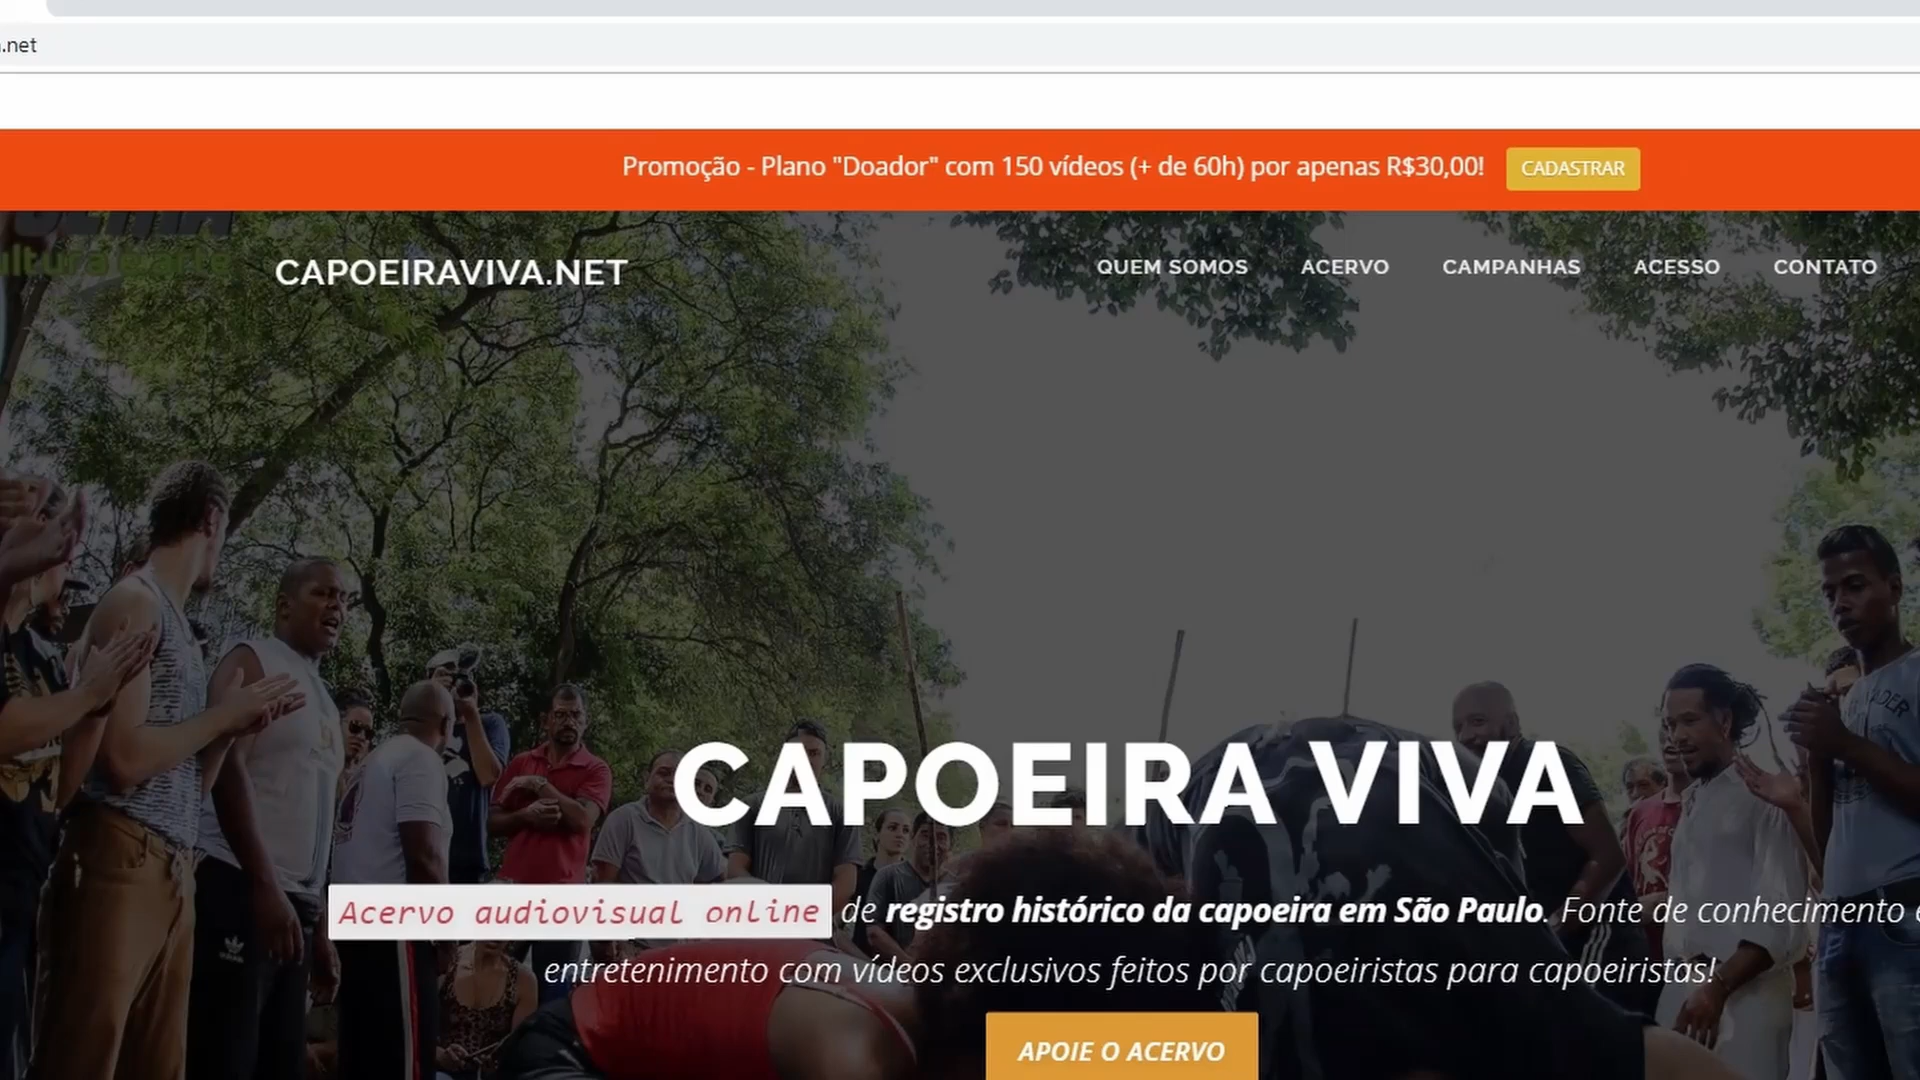 .net
Promoção - Plano "Doador" com 150 vídeos (+ de 60h) por apenas R$30,00! CADASTRAR
CAPOEIRAVIVA.NET QUEM SOMOS ACERVO CAMPANHAS ACESSO CONTATO
CAPOEIRA VIVA
Acervo audiovisual online de registro histórico da capoeira em São Paulo. Fonte de conhecimento e
entretenimento com vídeos exclusivos feitos por capoeiristas para capoeiristas!
APOIE O ACERVO